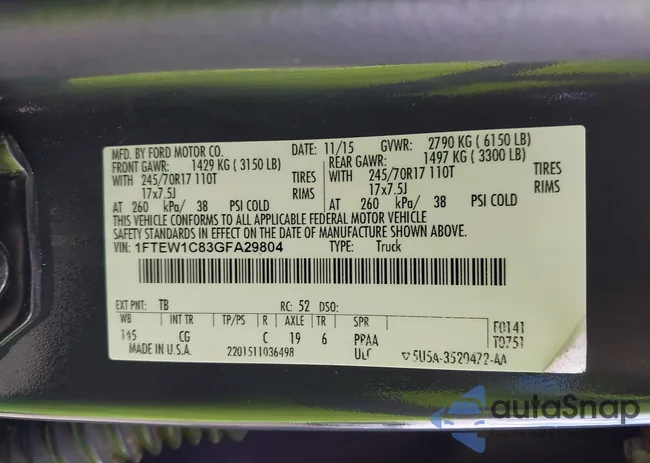 MFD. BY FORD MOTOR CO. DATE: 11/15 GVWR: 2790 KG ( 6150 LB)
FRONT GAWR: 1429 KG ( 3150 LB) REAR GAWR: 1497 KG ( 3300 LB)
WITH 245/70R17 110T TIRES WITH 245/70R17 110T TIRES
17x7.5J RIMS 17x7.5J RIMS
AT 260 kPa/ 38 PSI COLD AT 260 kPa/ 38 PSI COLD
THIS VEHICLE CONFORMS TO ALL APPLICABLE FEDERAL MOTOR VEHICLE
SAFETY STANDARDS IN EFFECT ON THE DATE OF MANUFACTURE SHOWN ABOVE.
VIN: 1FTEW1C83GFA29804 TYPE: Truck
EXT PNT: TB RC: 52 DSO: F0141
WB INT TR TP/PS R AXLE TR SPR T0751
145 CG C 19 6 PPAA
MADE IN U.S.A. 2201511036498 ULC 5U5A-3520472-AA
autoSnap